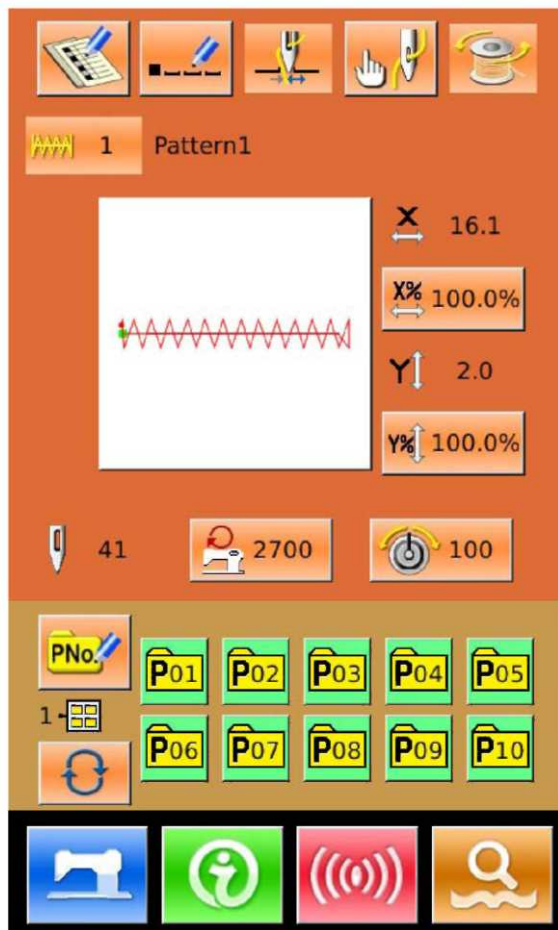 1 Pattern1
X 16.1
X% 100.0%
Y 2.0
Y% 100.0%
41 2700 100
PNo.
P01 P02 P03 P04 P05
1
P06 P07 P08 P09 P10